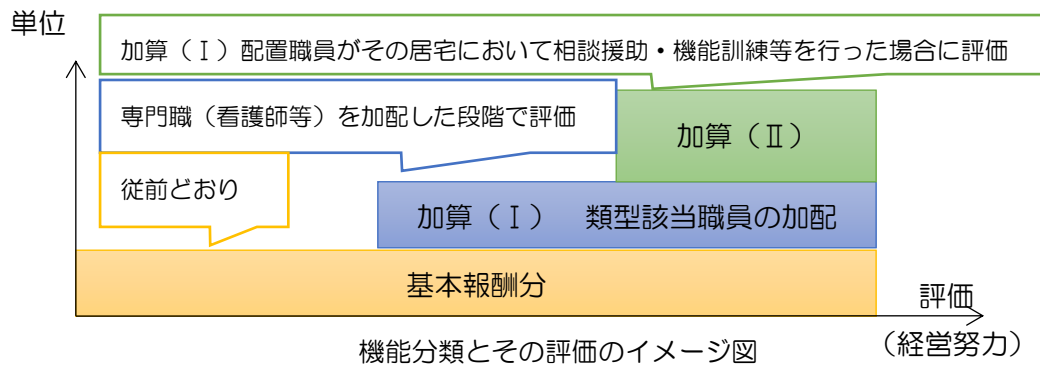 単位
加算（Ⅰ）配置職員がその居宅において相談援助・機能訓練等を行った場合に評価
専門職（看護師等）を加配した段階で評価
加算（Ⅱ）
従前どおり
加算（Ⅰ）　類型該当職員の加配
基本報酬分
評価
（経営努力）
機能分類とその評価のイメージ図